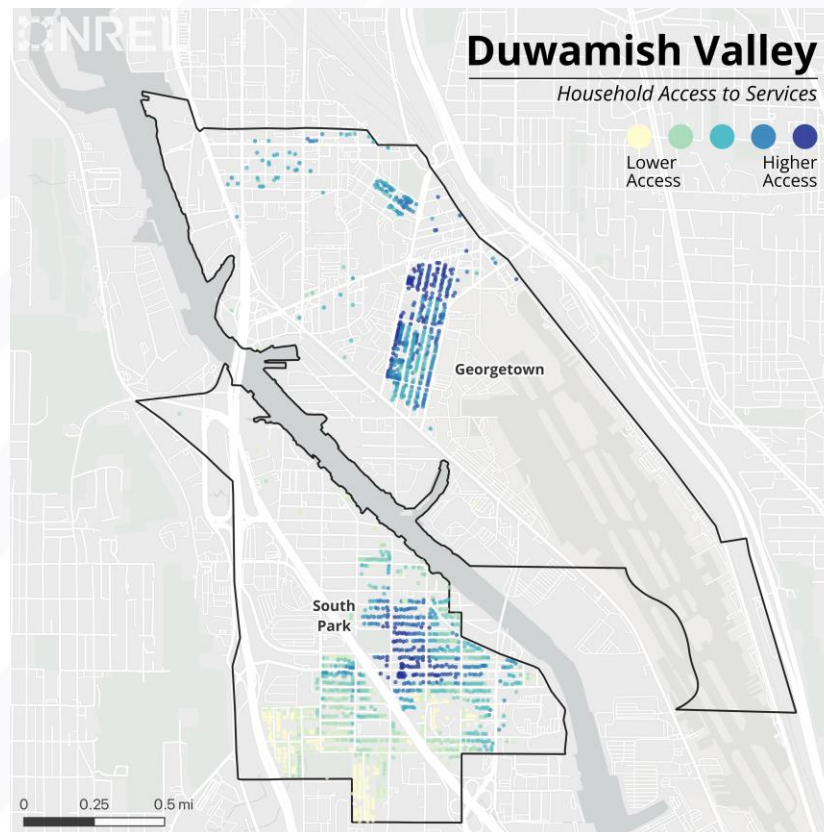 NREL
Duwamish Valley
Household Access to Services
Lower
Access
Higher
Access
Georgetown
South
Park
0 0.25 0.5 mi